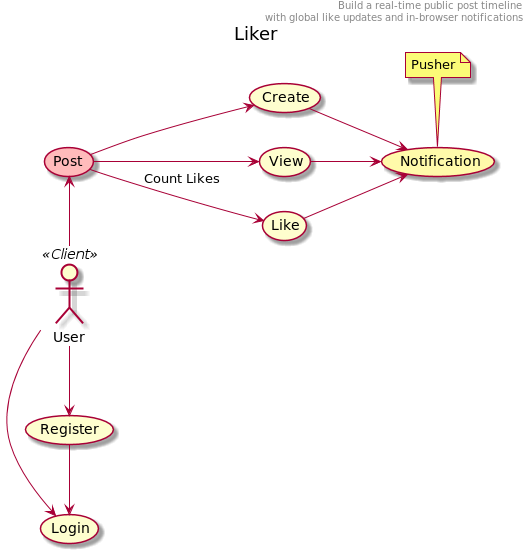 Build a real-time public post timeline
with global like updates and in-browser notifications
Liker
Pusher
Create
Post
View
Notification
Count Likes
Like
«Client»
User
Register
Login